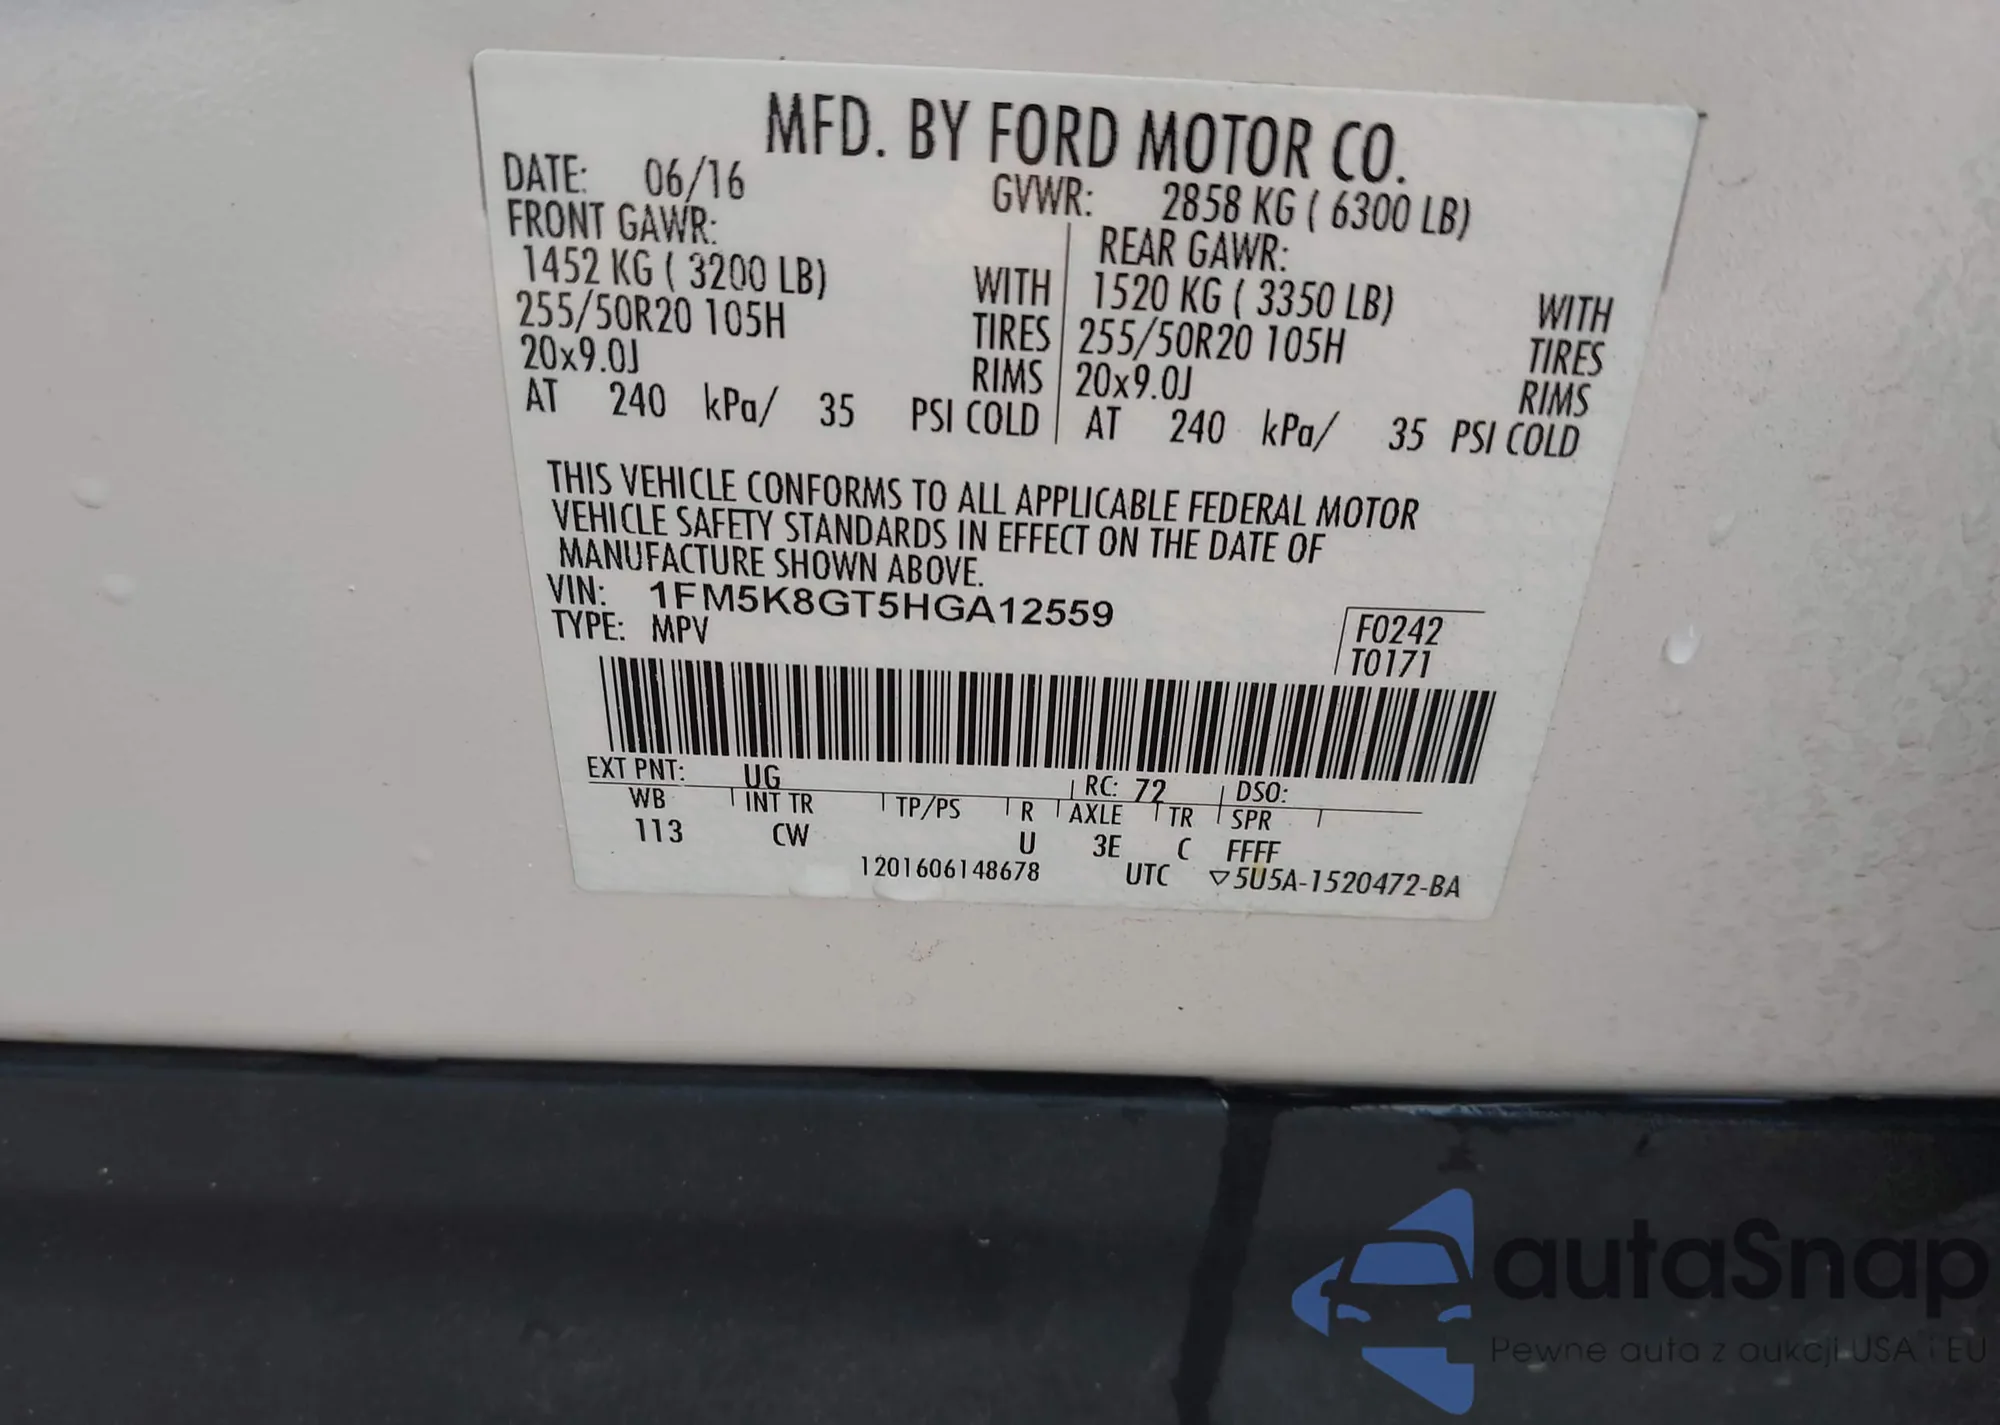 MFD. BY FORD MOTOR CO.
DATE: 06/16 GVWR: 2858 KG ( 6300 LB)
FRONT GAWR: REAR GAWR:
1452 KG ( 3200 LB) WITH 1520 KG ( 3350 LB) WITH
255/50R20 105H TIRES 255/50R20 105H TIRES
20x9.0J RIMS 20x9.0J RIMS
AT 240 kPa/ 35 PSI COLD AT 240 kPa/ 35 PSI COLD
THIS VEHICLE CONFORMS TO ALL APPLICABLE FEDERAL MOTOR
VEHICLE SAFETY STANDARDS IN EFFECT ON THE DATE OF
MANUFACTURE SHOWN ABOVE.
VIN: 1FM5K8GT5HGA12559
TYPE: MPV
F0242
T0171
EXT PNT: UG RC: 72 DSO:
WB INT TR TP/PS R AXLE TR SPR
113 CW U 3E C FFFF
1201606148678 UTC ▽5U5A-1520472-BA
autaSnap
Pewne auta z aukcji USA i EU